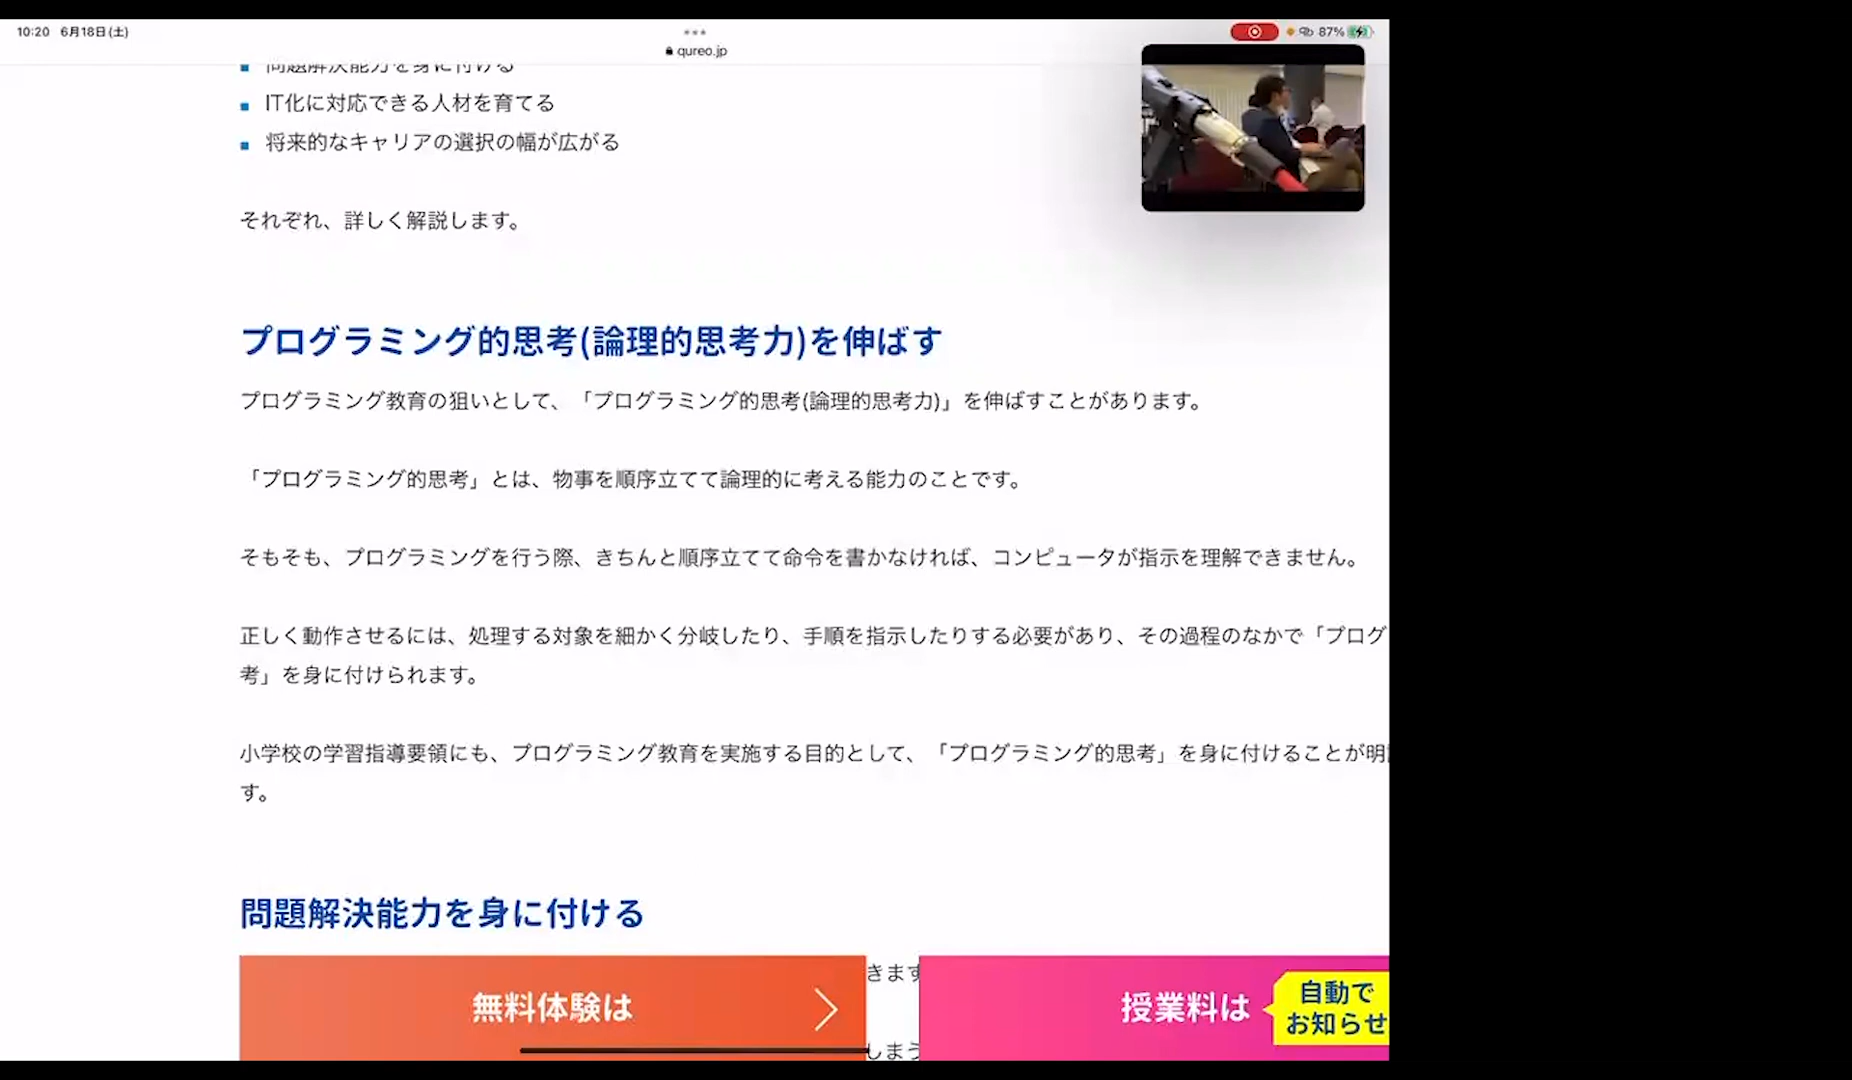 10:20 6月18日(土)
qureo.jp
87%
問題解決能力を身に付ける
IT化に対応できる人材を育てる
将来的なキャリアの選択の幅が広がる
それぞれ、詳しく解説します。
プログラミング的思考(論理的思考力)を伸ばす
プログラミング教育の狙いとして、「プログラミング的思考(論理的思考力)」を伸ばすことがあります。
「プログラミング的思考」とは、物事を順序立てて論理的に考える能力のことです。
そもそも、プログラミングを行う際、きちんと順序立てて命令を書かなければ、コンピュータが指示を理解できません。
正しく動作させるには、処理する対象を細かく分岐したり、手順を指示したりする必要があり、その過程のなかで「プログ
考」を身に付けられます。
小学校の学習指導要領にも、プログラミング教育を実施する目的として、「プログラミング的思考」を身に付けることが明
す。
問題解決能力を身に付ける
きます
無料体験は
授業料は
自動で
お知らせ
しまう